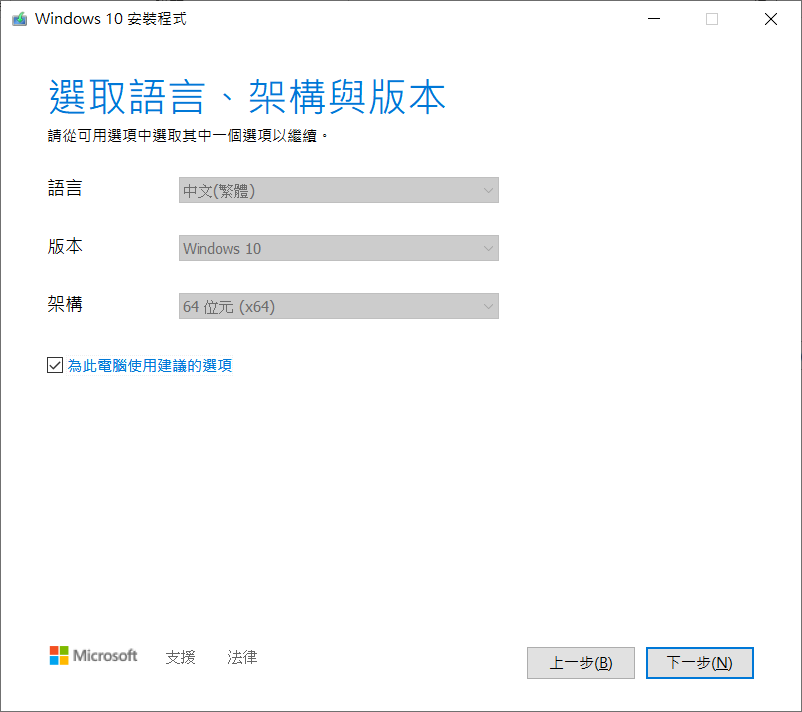 Windows 10 安裝程式
選取語言、架構與版本
請從可用選項中選取其中一個選項以繼續。
語言 中文(繁體)
版本 Windows 10
架構 64 位元 (x64)
為此電腦使用建議的選項
Microsoft 支援 法律 上一步(B) 下一步(N)